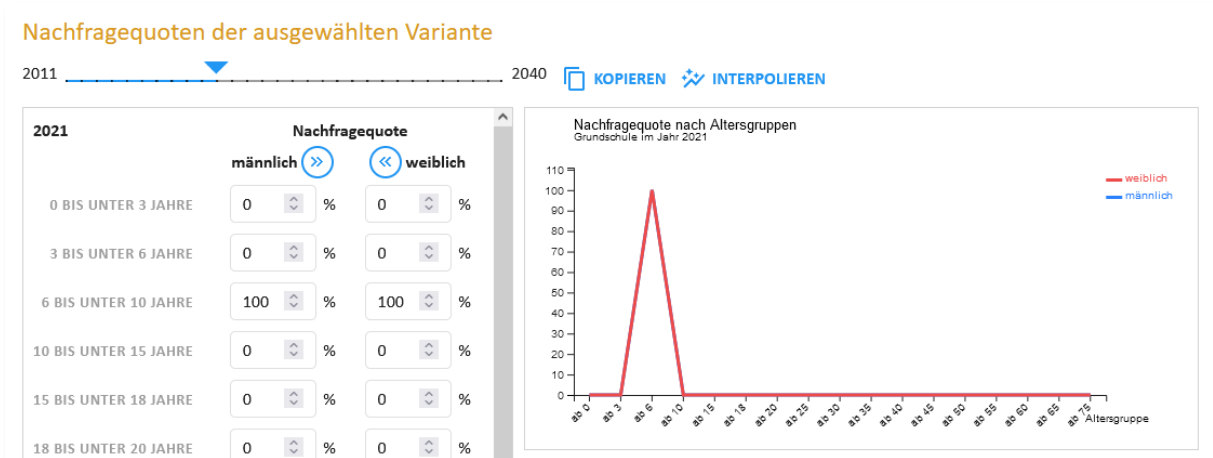 Nachfragequoten der ausgewählten Variante
2011 2040 KOPIEREN INTERPOLIEREN
2021 Nachfragequote
männlich weiblich
0 BIS UNTER 3 JAHRE 0 % 0 %
3 BIS UNTER 6 JAHRE 0 % 0 %
6 BIS UNTER 10 JAHRE 100 % 100 %
10 BIS UNTER 15 JAHRE 0 % 0 %
15 BIS UNTER 18 JAHRE 0 % 0 %
18 BIS UNTER 20 JAHRE 0 % 0 %
Nachfragequote nach Altersgruppen
Grundschule im Jahr 2021
110
100
90
80
70
60
50
40
30
20
10
0
ab 0 ab 3 ab 6 ab 10 ab 15 ab 18 ab 20 ab 25 ab 30 ab 35 ab 40 ab 45 ab 50 ab 55 ab 60 ab 65 ab 75
Altersgruppe
weiblich
männlich